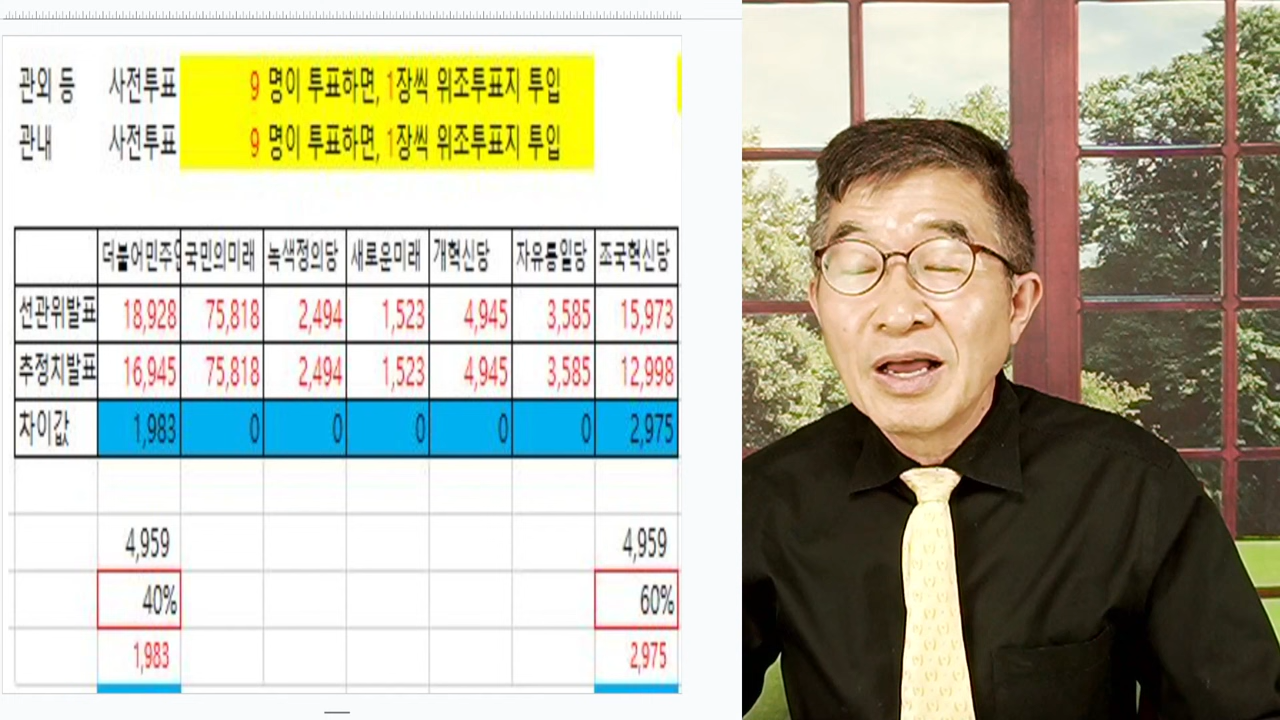 관외 등 사전투표 9 명이 투표하면, 1장씩 위조투표지 투입
관내 사전투표 9 명이 투표하면, 1장씩 위조투표지 투입
더불어민주 국민의미래 녹색정의당 새로운미래 개혁신당 자유통일당 조국혁신당
선관위발표 18,928 75,818 2,494 1,523 4,945 3,585 15,973
추정치발표 16,945 75,818 2,494 1,523 4,945 3,585 12,998
차이값 1,983 0 0 0 0 0 2,975
4,959 4,959
40% 60%
1,983 2,975